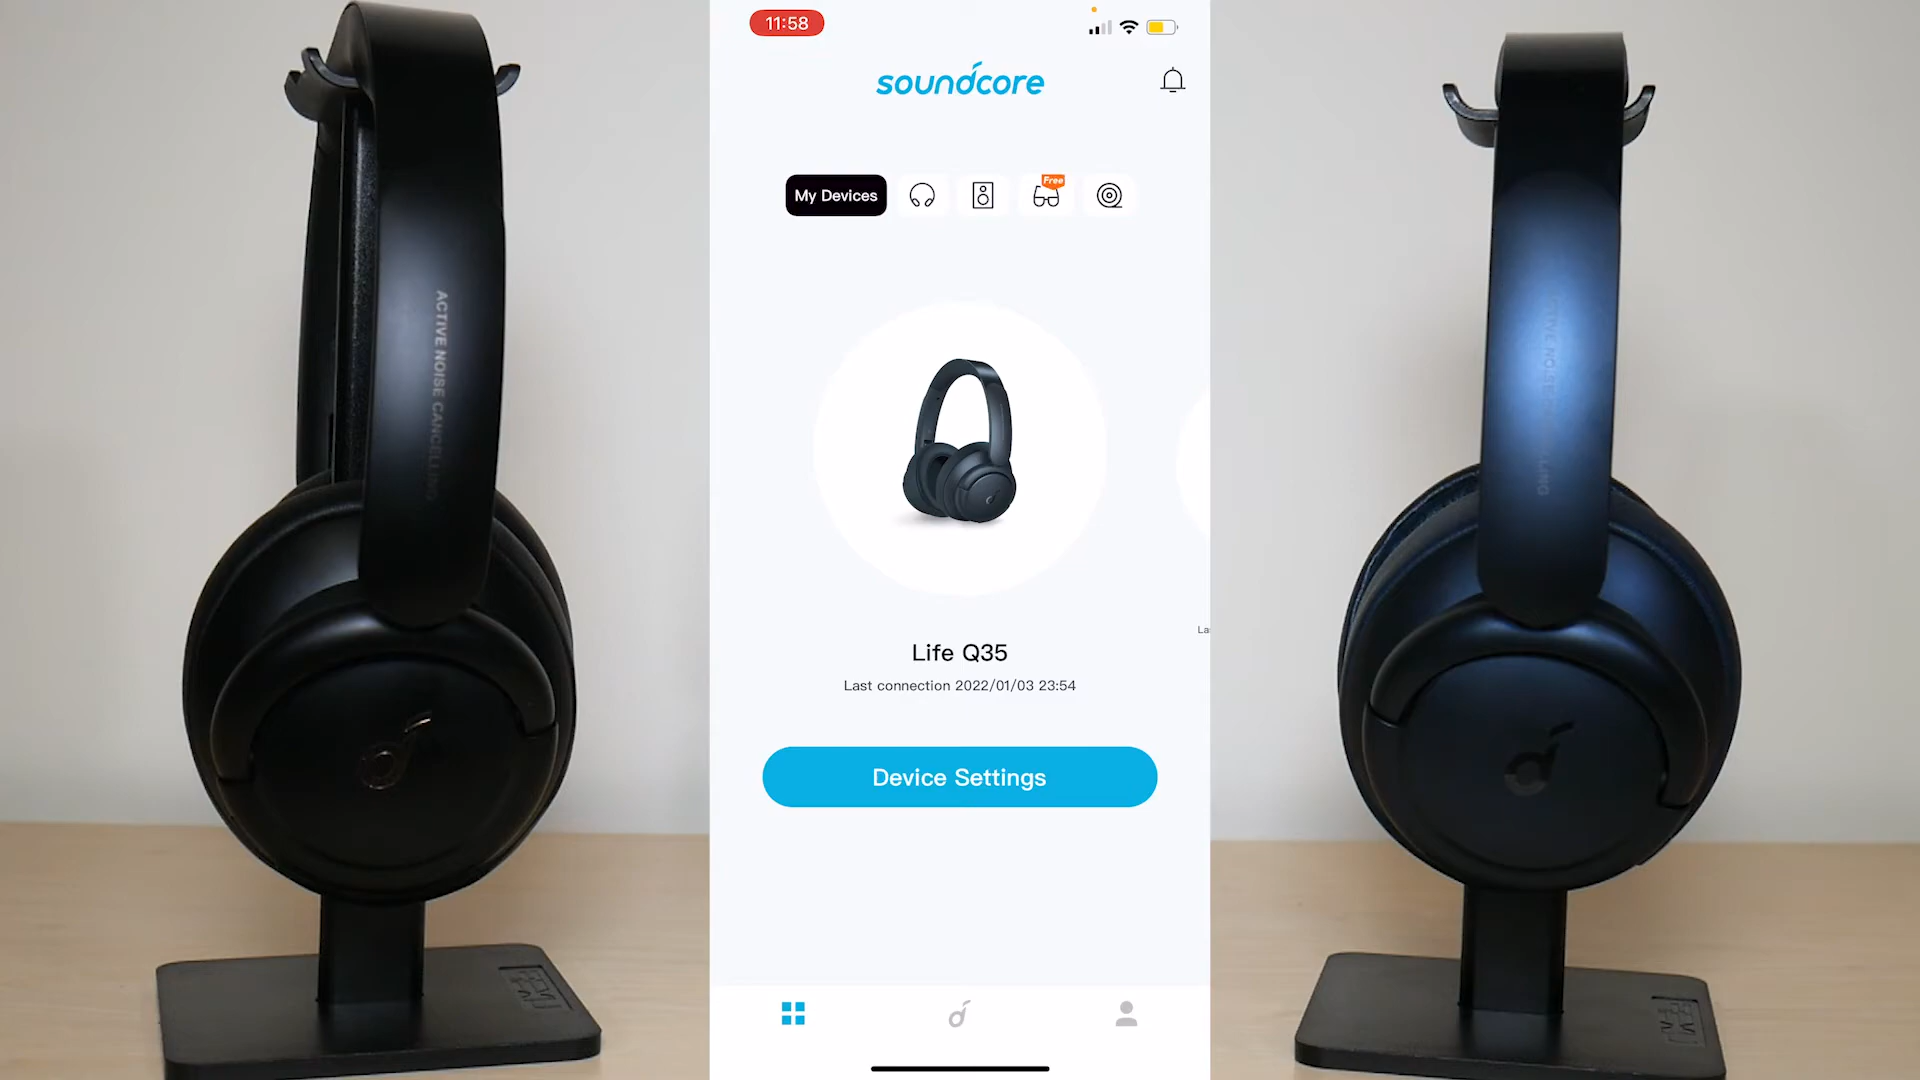 11:58
soundcore
My Devices
Free
Life Q35
Last connection 2022/01/03 23:54
Device Settings
ACTIVE NOISE CANCELLING